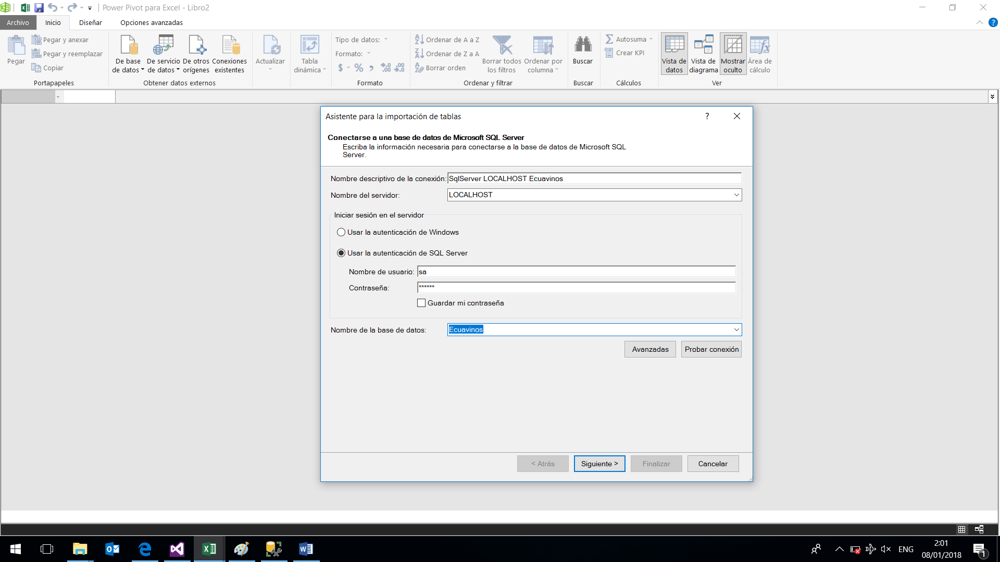 Power Pivot para Excel - Libro2
Archivo Inicio Diseñar Opciones avanzadas
Pegar
Pegar y anexar
Pegar y reemplazar
Copiar
Portapapeles
De base de datos
De servicio de datos
De otros orígenes
Conexiones existentes
Obtener datos externos
Actualizar
Tabla dinámica
Tipo de datos:
Formato:
$ % , .00 .00
Formato
Ordenar de A a Z
Ordenar de Z a A
Borrar orden
Borrar todos los filtros
Ordenar por columna
Ordenar y filtrar
Buscar
Buscar
Autosuma
Crear KPI
Cálculos
Vista de datos
Vista de diagrama
Mostrar oculto
Área de cálculo
Ver
Asistente para la importación de tablas
?
Conectarse a una base de datos de Microsoft SQL Server
Escriba la información necesaria para conectarse a la base de datos de Microsoft SQL
Server.
Nombre descriptivo de la conexión: SqlServer LOCALHOST Ecuavinos
Nombre del servidor: LOCALHOST
Iniciar sesión en el servidor
Usar la autenticación de Windows
Usar la autenticación de SQL Server
Nombre de usuario: sa
Contraseña: ******
Guardar mi contraseña
Nombre de la base de datos: Ecuavinos
Avanzadas Probar conexión
< Atrás Siguiente > Finalizar Cancelar
ENG
2:01
08/01/2018
1